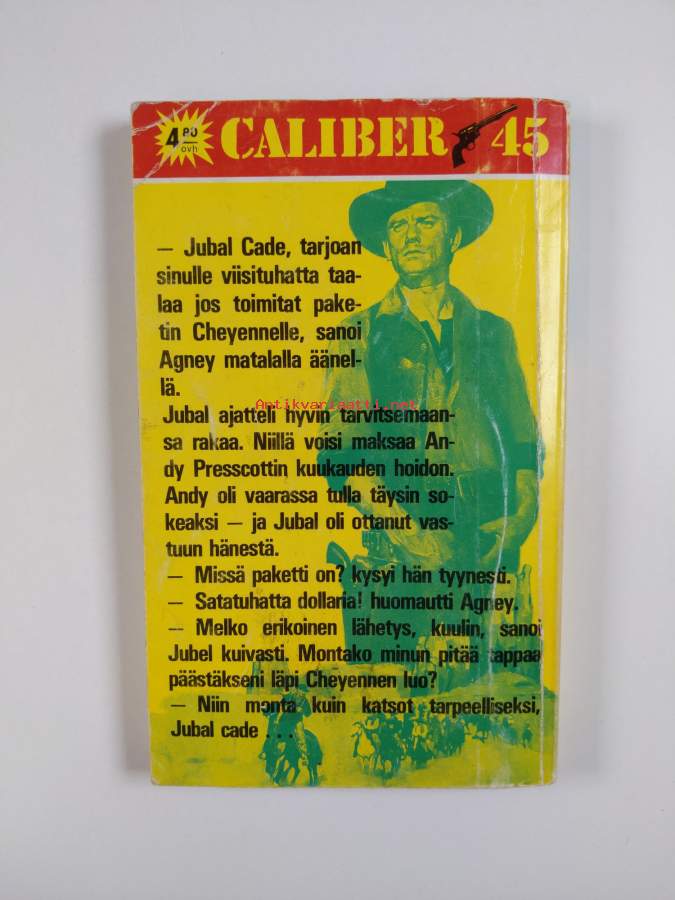 4 80
ovh
CALIBER 45
— Jubal Cade, tarjoan
sinulle viisituhatta taa-
laa jos toimitat pake-
tin Cheyennelle, sanoi
Agney matalalla äänel-
lä.
Antikvariaatti.net
Jubal ajatteli hyvin tarvitsemaan-
sa rakaa. Niillä voisi maksaa An-
dy Presscottin kuukauden hoidon.
Andy oli vaarassa tulla täysin so-
keaksi — ja Jubal oli ottanut vas-
tuun hänestä.
— Missä paketti on? kysyi hän tyynesti.
— Satatuhatta dollaria! huomautti Agney.
— Melko erikoinen lähetys, kuulin, sanoi
Jubel kuivasti. Montako minun pitää tappaa
päästäkseni läpi Cheyennen luo?
— Niin monta kuin katsot tarpeelliseksi,
Jubal cade . . .